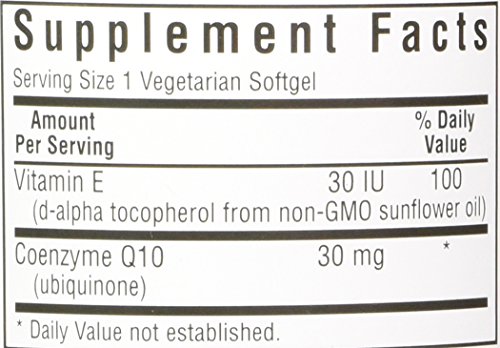 Supplement Facts
Serving Size 1 Vegetarian Softgel
Amount Per Serving % Daily Value
Vitamin E 30 IU 100
(d-alpha tocopherol from non-GMO sunflower oil)
Coenzyme Q10 30 mg *
(ubiquinone)
* Daily Value not established.